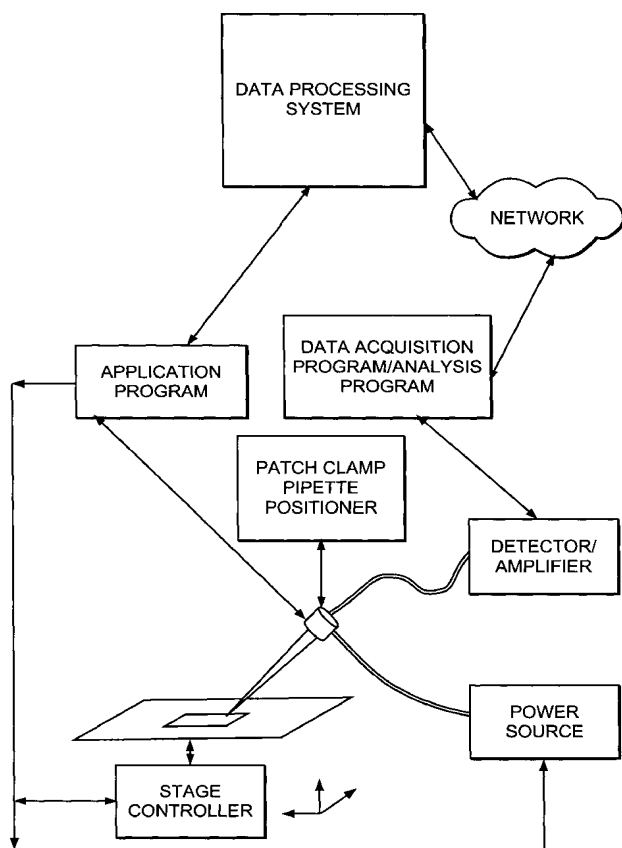 DATA PROCESSING
SYSTEM
NETWORK
APPLICATION
PROGRAM
DATA ACQUISITION
PROGRAM/ANALYSIS
PROGRAM
PATCH CLAMP
PIPETTE
POSITIONER
DETECTOR/
AMPLIFIER
POWER
SOURCE
STAGE
CONTROLLER